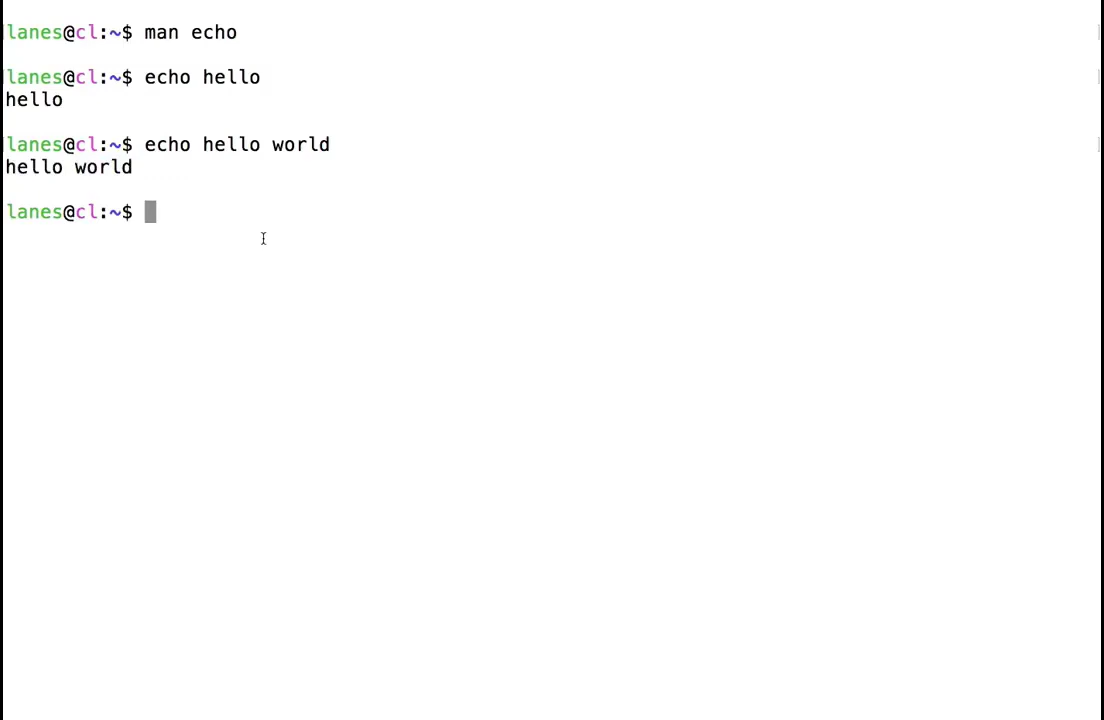 lanes@cl:~$ man echo
lanes@cl:~$ echo hello
hello
lanes@cl:~$ echo hello world
hello world
lanes@cl:~$